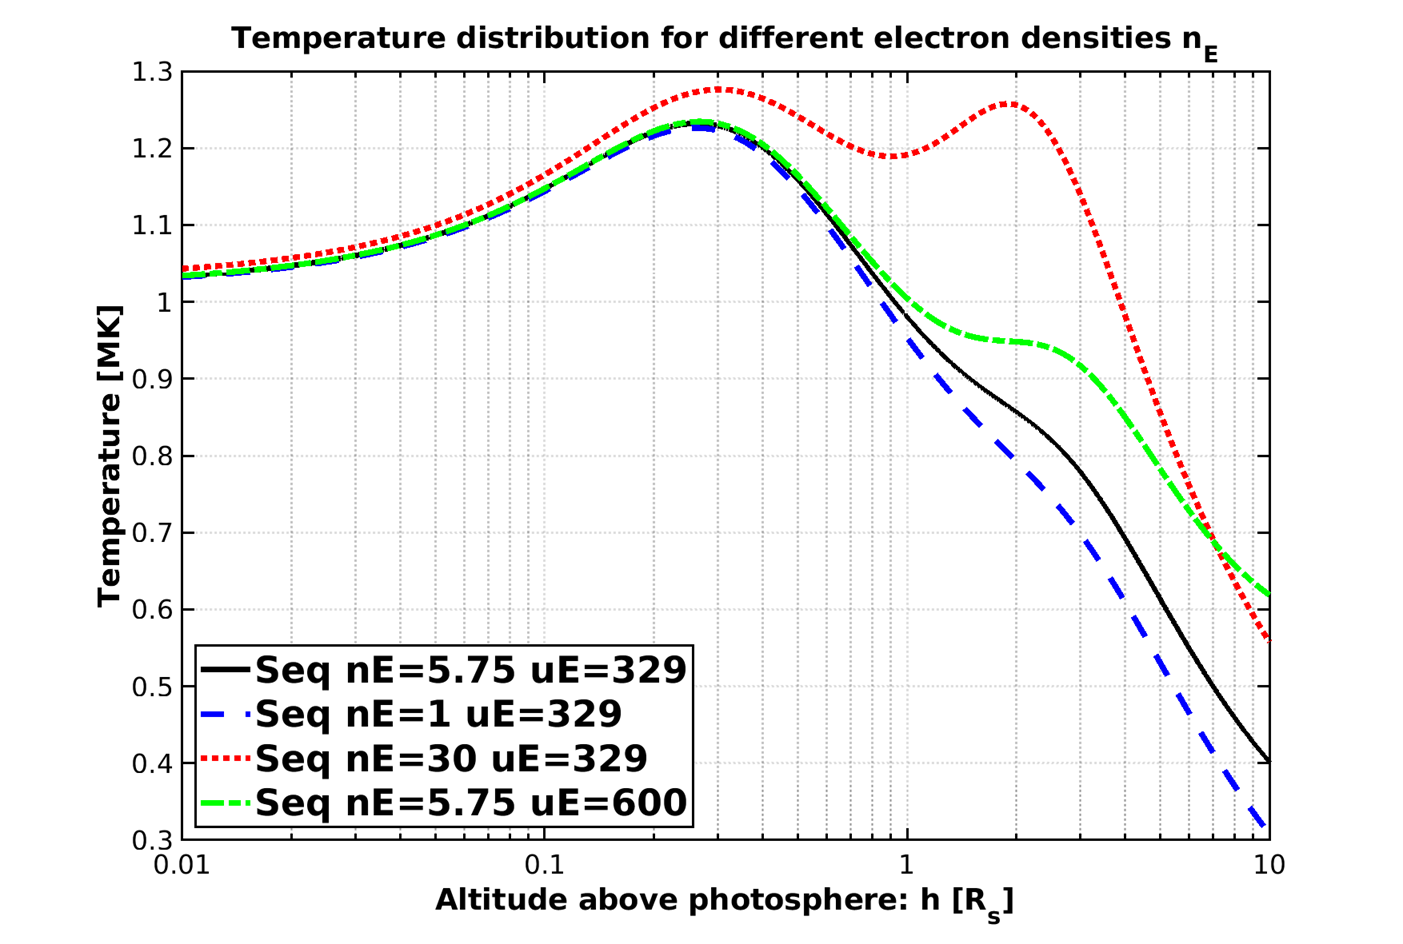 Temperature distribution for different electron densities nE
1.3
1.2
1.1
1
0.9
0.8
0.7
0.6
0.5
0.4
0.3
Temperature [MK]
Seq nE=5.75 uE=329
Seq nE=1 uE=329
Seq nE=30 uE=329
Seq nE=5.75 uE=600
0.01 0.1 1 10
Altitude above photosphere: h [Rs]